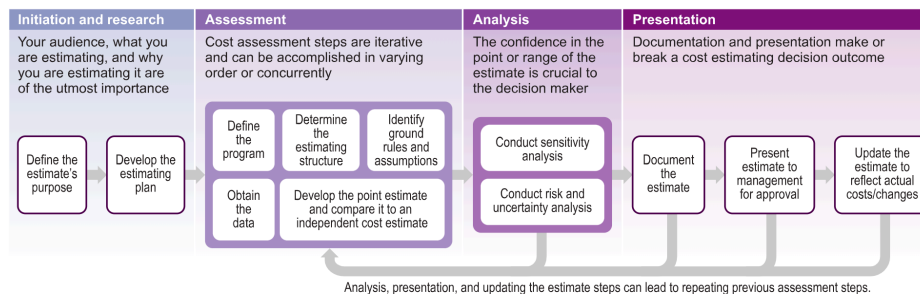 Initiation and research
Your audience, what you
are estimating, and why
you are estimating it are
of the utmost importance
Define the
estimate's
purpose
Develop the
estimating
plan
Assessment
Cost assessment steps are iterative
and can be accomplished in varying
order or concurrently
Define
the
program
Determine
the
estimating
structure
Identify
ground
rules and
assumptions
Obtain
the
data
Develop the point estimate
and compare it to an
independent cost estimate
Analysis
The confidence in the
point or range of the
estimate is crucial to
the decision maker
Conduct sensitivity
analysis
Conduct risk and
uncertainty analysis
Presentation
Documentation and presentation make or
break a cost estimating decision outcome
Document
the
estimate
Present
estimate to
management
for approval
Update the
estimate to
reflect actual
costs/changes
Analysis, presentation, and updating the estimate steps can lead to repeating previous assessment steps.